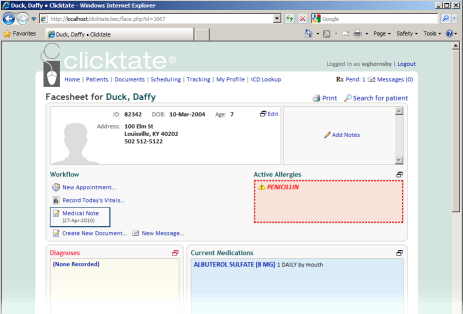 Duck, Daffy • Clicktate - Windows Internet Explorer
http://localhost/clicktate/sec/face.php?id=1867
Google
Favorites Duck, Daffy • Clicktate Page Safety Tools
clicktate®
Logged in as wghornsby | Logout
Home | Patients | Documents | Scheduling | Tracking | My Profile | ICD Lookup Rx Pend: 1 Messages (0)
Facesheet for Duck, Daffy Print Search for patient
ID: 82342 DOB: 10-Mar-2004 Age: 7 Edit
Address: 100 Elm St
Louisville, KY 40202
502 512-5122
Add Notes
Workflow Active Allergies
New Appointment... PENICILLIN
Record Today's Vitals...
Medical Note
(27-Apr-2010)
Create New Document... New Message...
Diagnoses Current Medications
(None Recorded) ALBUTEROL SULFATE (8 MG) 1 DAILY by mouth